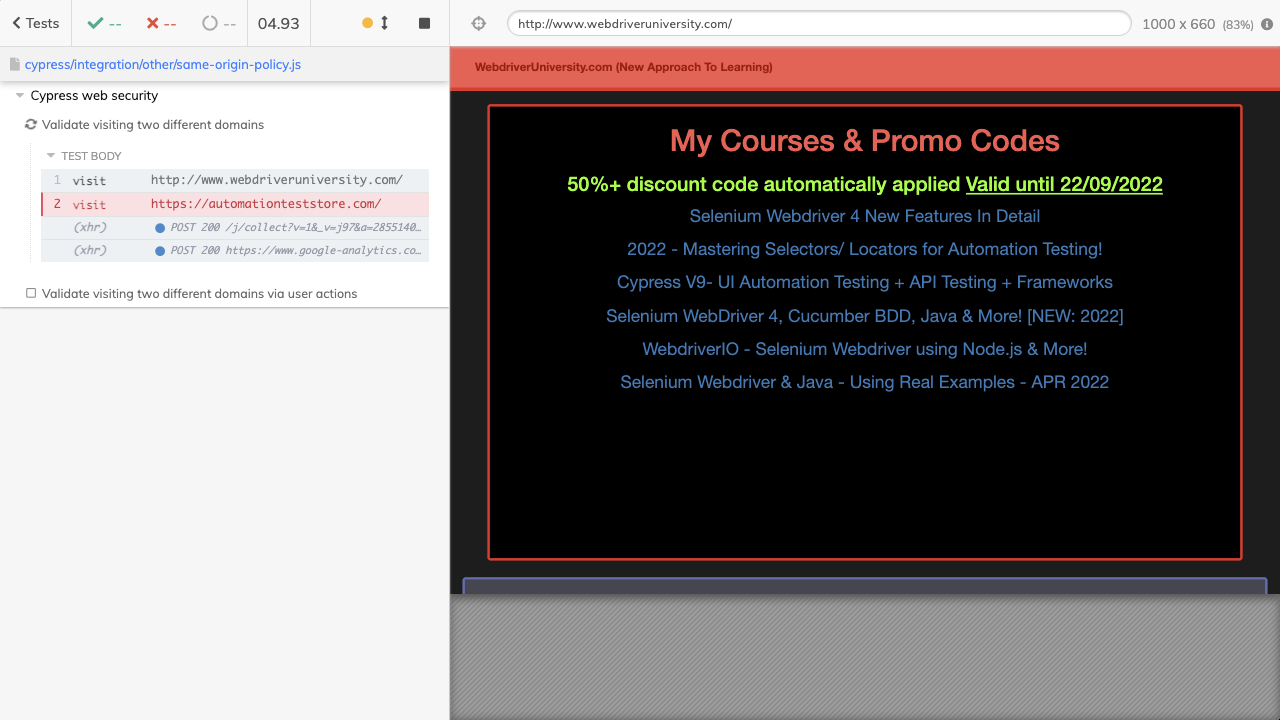 Tests
--
--
--
04.93
http://www.webdriveruniversity.com/
1000 x 660 (83%)
cypress/integration/other/same-origin-policy.js
Cypress web security
Validate visiting two different domains
TEST BODY
1 visit http://www.webdriveruniversity.com/
2 visit https://automationteststore.com/
(xhr) POST 200 /j/collect?v=1&_v=j97&a=2855140…
(xhr) POST 200 https://www.google-analytics.co…
Validate visiting two different domains via user actions
WebdriverUniversity.com (New Approach To Learning)
My Courses & Promo Codes
50%+ discount code automatically applied Valid until 22/09/2022
Selenium Webdriver 4 New Features In Detail
2022 - Mastering Selectors/ Locators for Automation Testing!
Cypress V9- UI Automation Testing + API Testing + Frameworks
Selenium WebDriver 4, Cucumber BDD, Java & More! [NEW: 2022]
WebdriverIO - Selenium Webdriver using Node.js & More!
Selenium Webdriver & Java - Using Real Examples - APR 2022